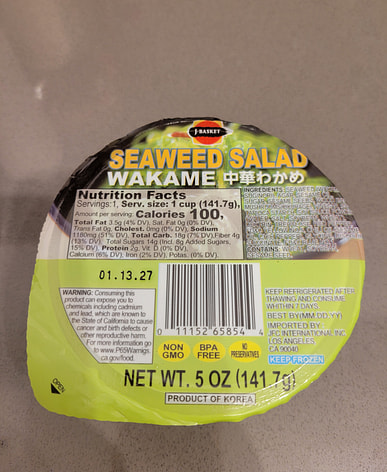 J-BASKET
SEAWEED SALAD
WAKAME 中華わかめ
Nutrition Facts
Servings:1, Serv. size: 1 cup (141.7g),
Amount per serving: Calories 100,
Total Fat 3.5g (4% DV), Sat. Fat 0g (0% DV),
Trans Fat 0g, Cholest. 0mg (0% DV), Sodium
1180mg (51% DV), Total Carb. 18g (7% DV),Fiber 4g
(13% DV), Total Sugars 14g (Incl. 8g Added Sugars,
15% DV), Protein 2g, Vit. D (0% DV),
Calcium (6% DV), Iron (2% DV), Potas. (0% DV).
INGREDIENTS: SEAWEED
01.13.27
WARNING: Consuming this
product can expose you to
chemicals including cadmium
and lead, which are known to
the State of California to cause
cancer and birth defects or
other reproductive harm.
For more information go
to www.P65Warnings.
ca.gov/food.
0 11152 65854 4
NON
GMO
BPA
FREE
NO
PRESERVATIVES
KEEP REFRIGERATED AFTER
THAWING AND CONSUME
WITHIN 7 DAYS
BEST BY(MM.DD.YY)
IMPORTED BY
JFC INTERNATIONAL INC.
LOS ANGELES
CA 90040
KEEP FROZEN
OPEN
NET WT. 5 OZ (141.7g)
PRODUCT OF KOREA